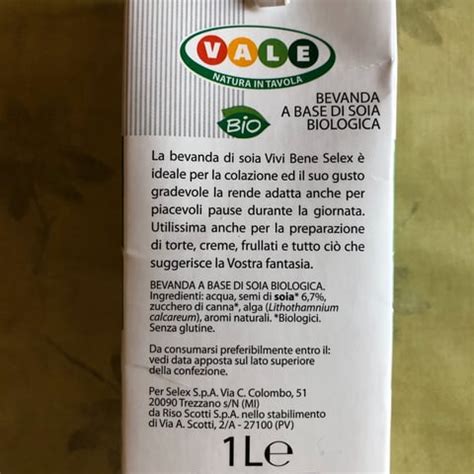 VALE
NATURA IN TAVOLA
BiO
BEVANDA
A BASE DI SOIA
BIOLOGICA
La bevanda di soia Vivi Bene Selex è
ideale per la colazione ed il suo gusto
gradevole la rende adatta anche per
piacevoli pause durante la giornata.
Utilissima anche per la preparazione
di torte, creme, frullati e tutto ciò che
suggerisce la Vostra fantasia.
BEVANDA A BASE DI SOIA BIOLOGICA.
Ingredienti: acqua, semi di soia* 6,7%,
zucchero di canna*, alga (Lithothamnium
calcareum), aromi naturali. *Biologici.
Senza glutine.
Da consumarsi preferibilmente entro il:
vedi data apposta sul lato superiore
della confezione.
Per Selex S.p.A. Via C. Colombo, 51
20090 Trezzano s/N (MI)
da Riso Scotti S.p.A. nello stabilimento
di Via A. Scotti, 2/A - 27100 (PV)
1L℮